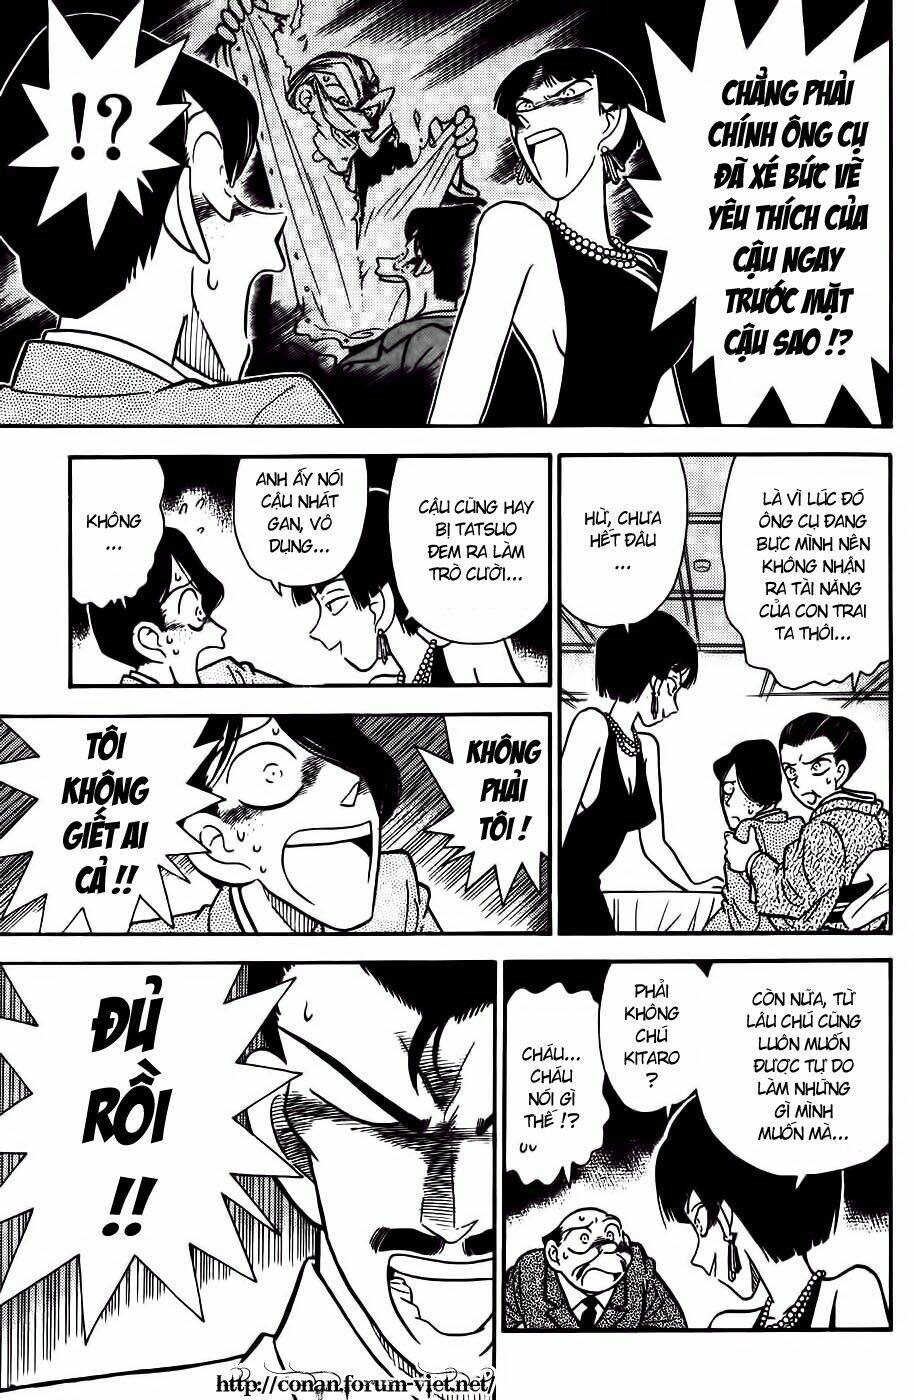 CHẲNG PHẢI
CHÍNH ÔNG CỤ
ĐÃ XÉ BỨC VẼ
YÊU THÍCH CỦA
CẬU NGAY
TRƯỚC MẶT
CẬU SAO !?
!?
LÀ VÌ LÚC ĐÓ
ÔNG CỤ ĐANG
BỰC MÌNH NÊN
KHÔNG NHẬN
RA TÀI NĂNG
CỦA CON TRAI
TA THÔI...
HỪ, CHƯA
HẾT ĐÂU
...
CẬU CŨNG HAY
BỊ TATSUO
ĐEM RA LÀM
TRÒ CƯỜI...
ANH ẤY NÓI
CẬU NHÁT
GAN, VÔ
DỤNG...
KHÔNG
...
KHÔNG
PHẢI
TÔI !
TÔI
KHÔNG
GIẾT AI
CẢ !!
CÒN NỮA, TỪ
LÂU CHÚ CŨNG
LUÔN MUỐN
ĐƯỢC TỰ DO
LÀM NHỮNG
GÌ MÌNH
MUỐN MÀ...
PHẢI
KHÔNG
CHÚ
KITARO
?
CHÁU...
CHÁU
NÓI GÌ
THẾ !?
ĐỦ
RỒI
!!
http://conan.forum-viet.net/